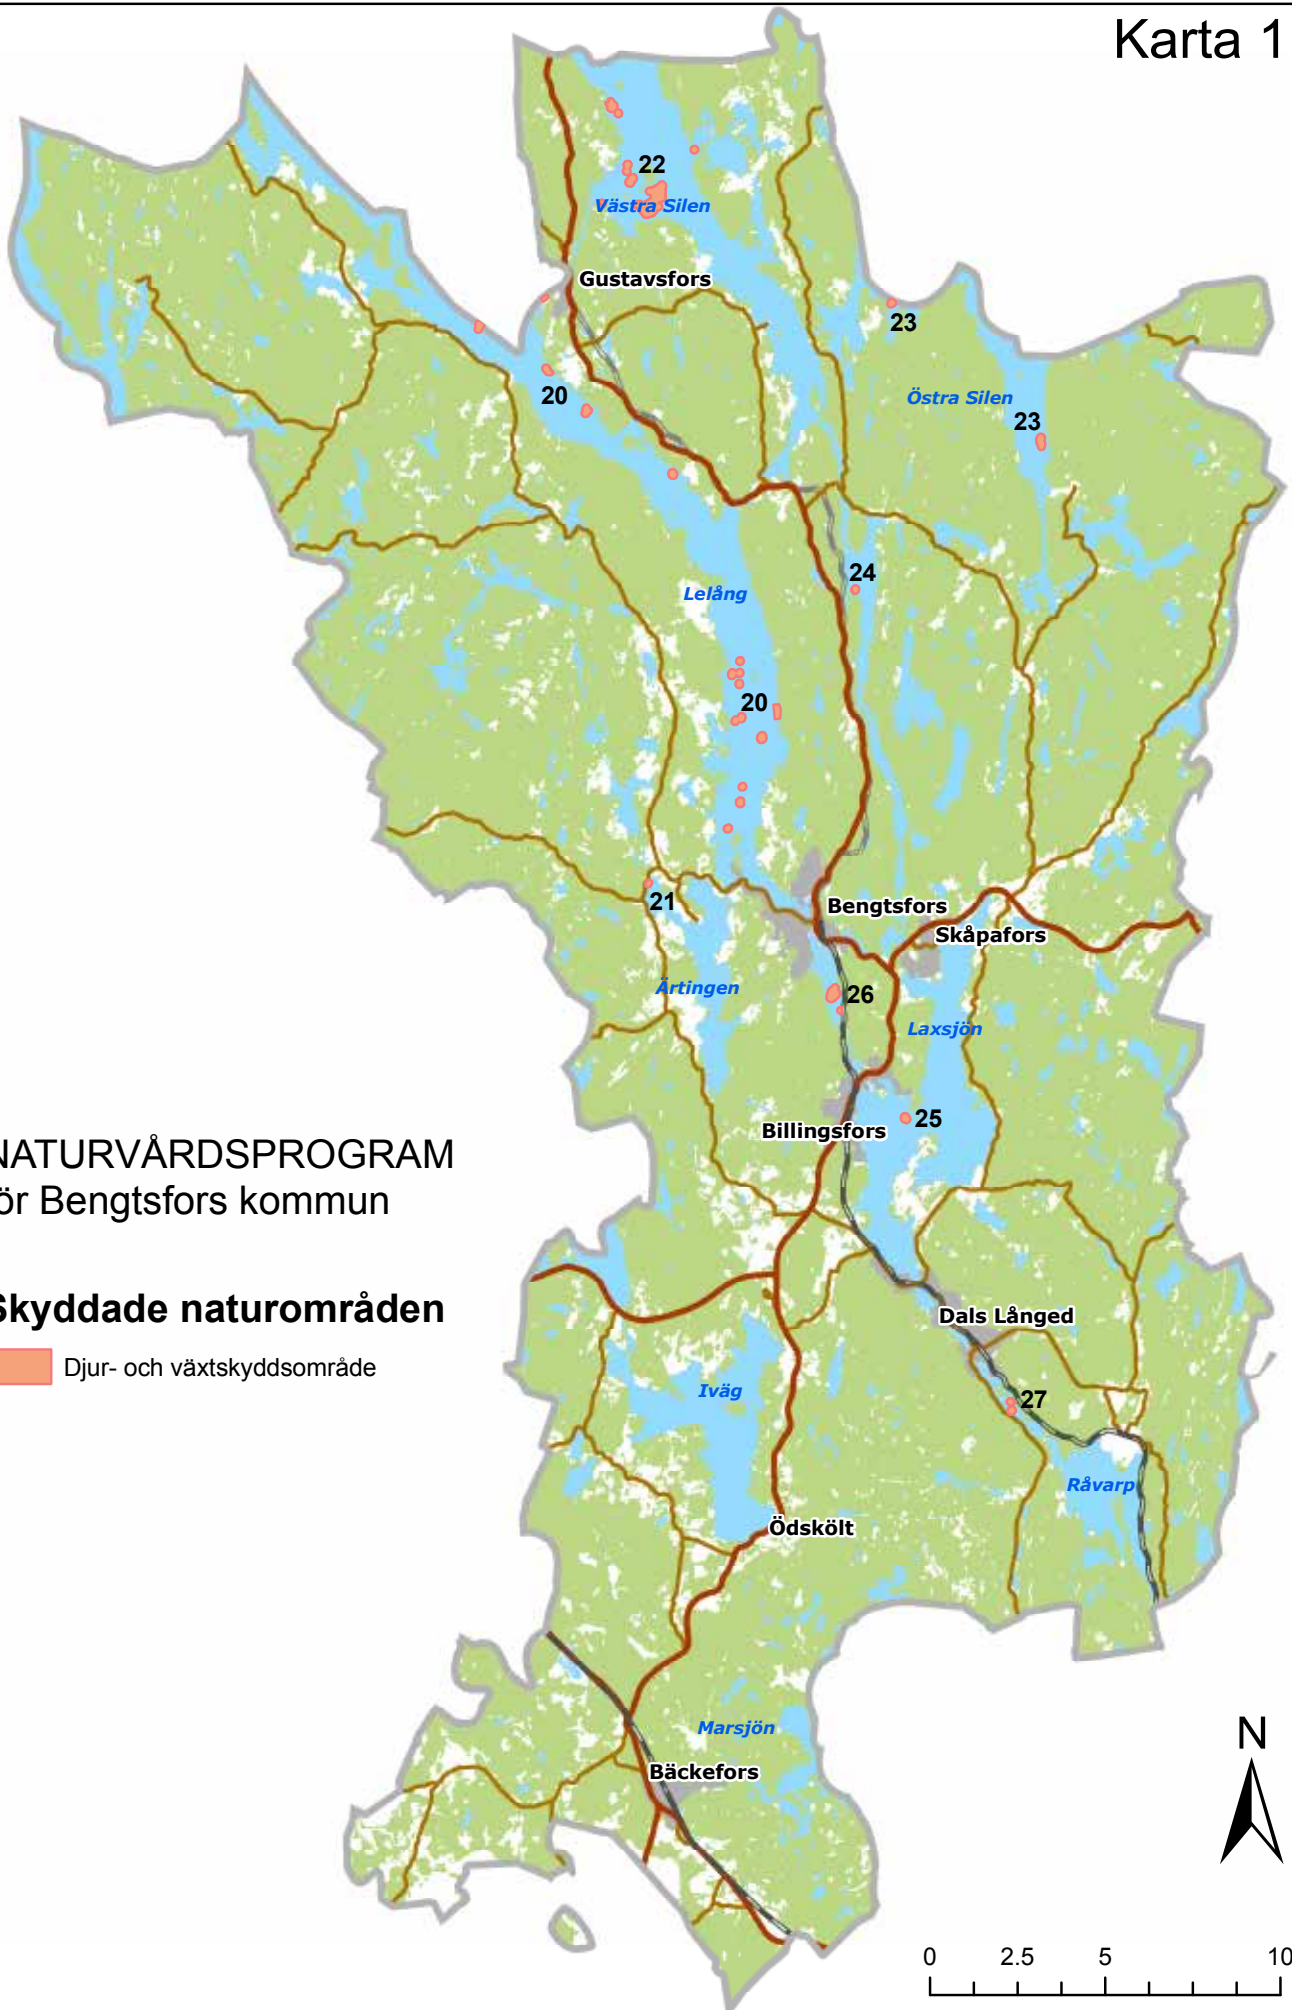 Karta 1
22
Västra Silen
Gustavsfors
23
20
Östra Silen
23
24
Lelång
20
21
Bengtsfors
Skåpafors
Ärtingen
26
Laxsjön
25
Billingsfors
NATURVÅRDSPROGRAM
ör Bengtsfors kommun
Skyddade naturområden
Dals Långed
Djur- och växtskyddsområde
Iväg
27
Råvarp
Ödskölt
Marsjön
N
Bäckefors
0 2.5 5 10